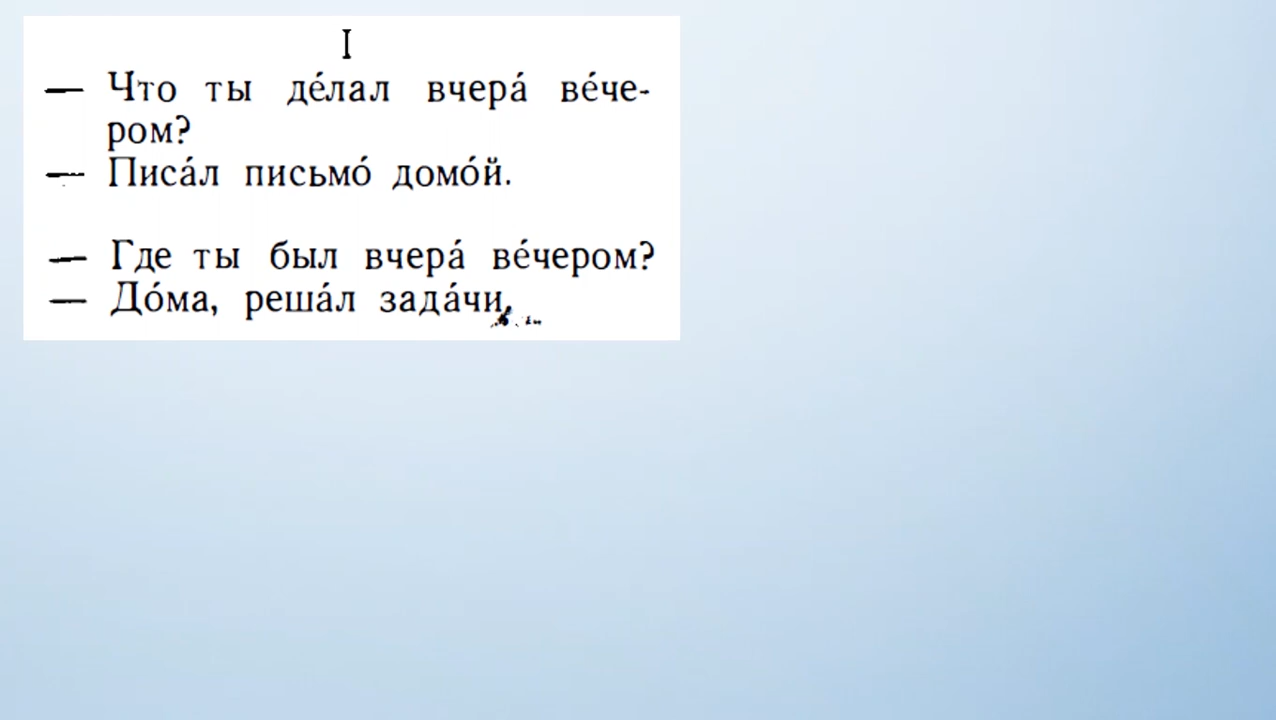 I
— Что ты де́лал вчера́ ве́че-
ром?
— Писа́л письмо́ домо́й.
— Где ты был вчера́ ве́чером?
— До́ма, реша́л зада́чи.